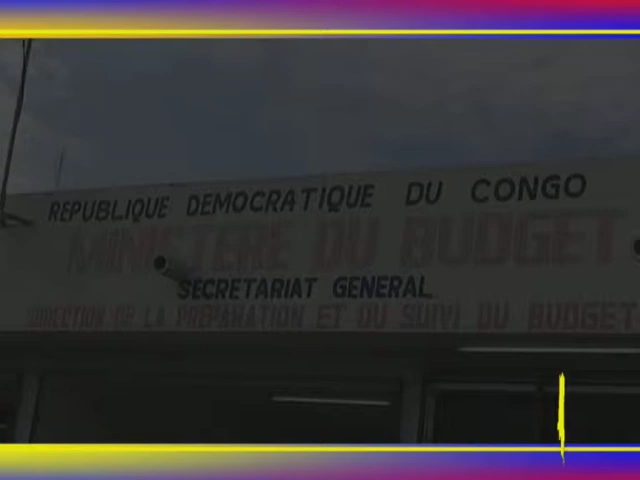 REPUBLIQUE DEMOCRATIQUE DU CONGO
MINISTERE DU BUDGET
SECRETARIAT GENERAL
DIRECTION DE LA PREPARATION ET DU SUIVI DU BUDGET